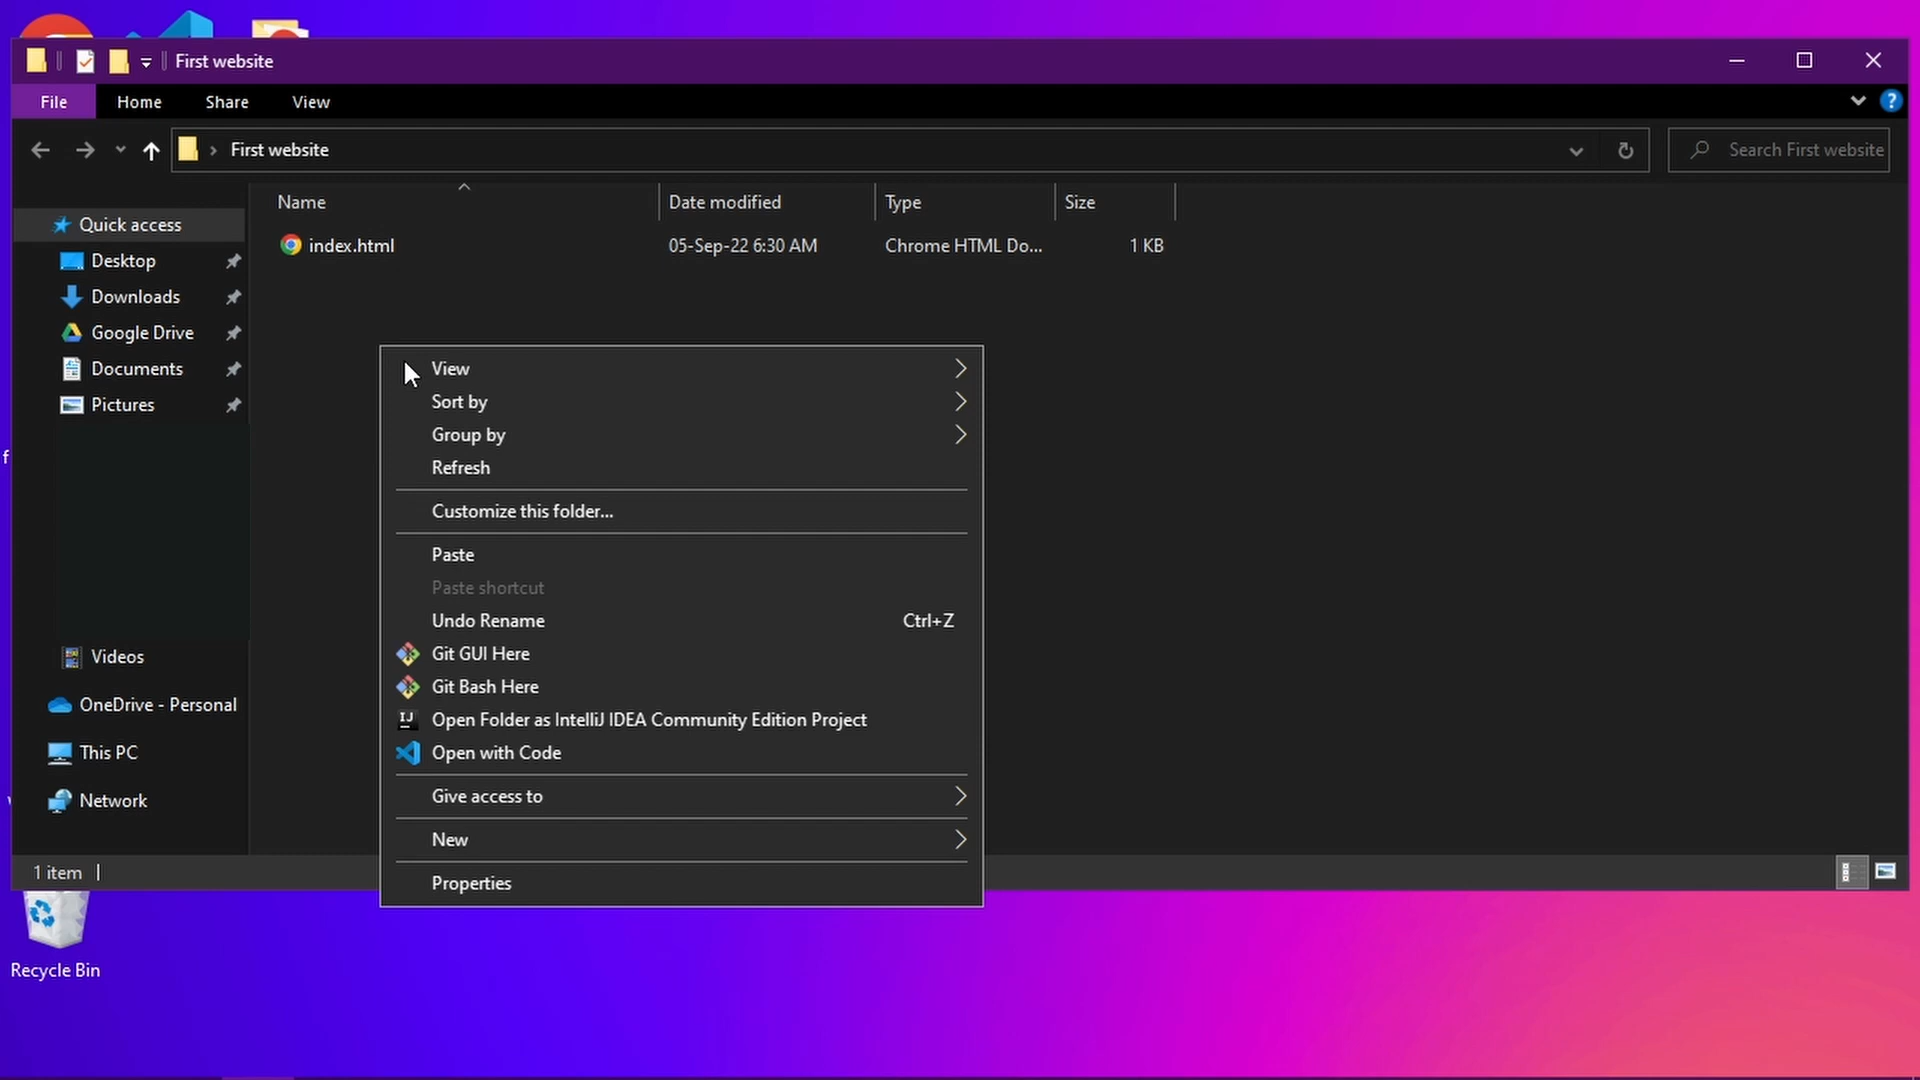 First website
File Home Share View
First website
Search First website
Name Date modified Type Size
index.html 05-Sep-22 6:30 AM Chrome HTML Do... 1 KB
Quick access
Desktop
Downloads
Google Drive
Documents
Pictures
Videos
OneDrive - Personal
This PC
Network
View
Sort by
Group by
Refresh
Customize this folder...
Paste
Paste shortcut
Undo Rename Ctrl+Z
Git GUI Here
Git Bash Here
IJ Open Folder as IntelliJ IDEA Community Edition Project
Open with Code
Give access to
New
Properties
1 item
Recycle Bin